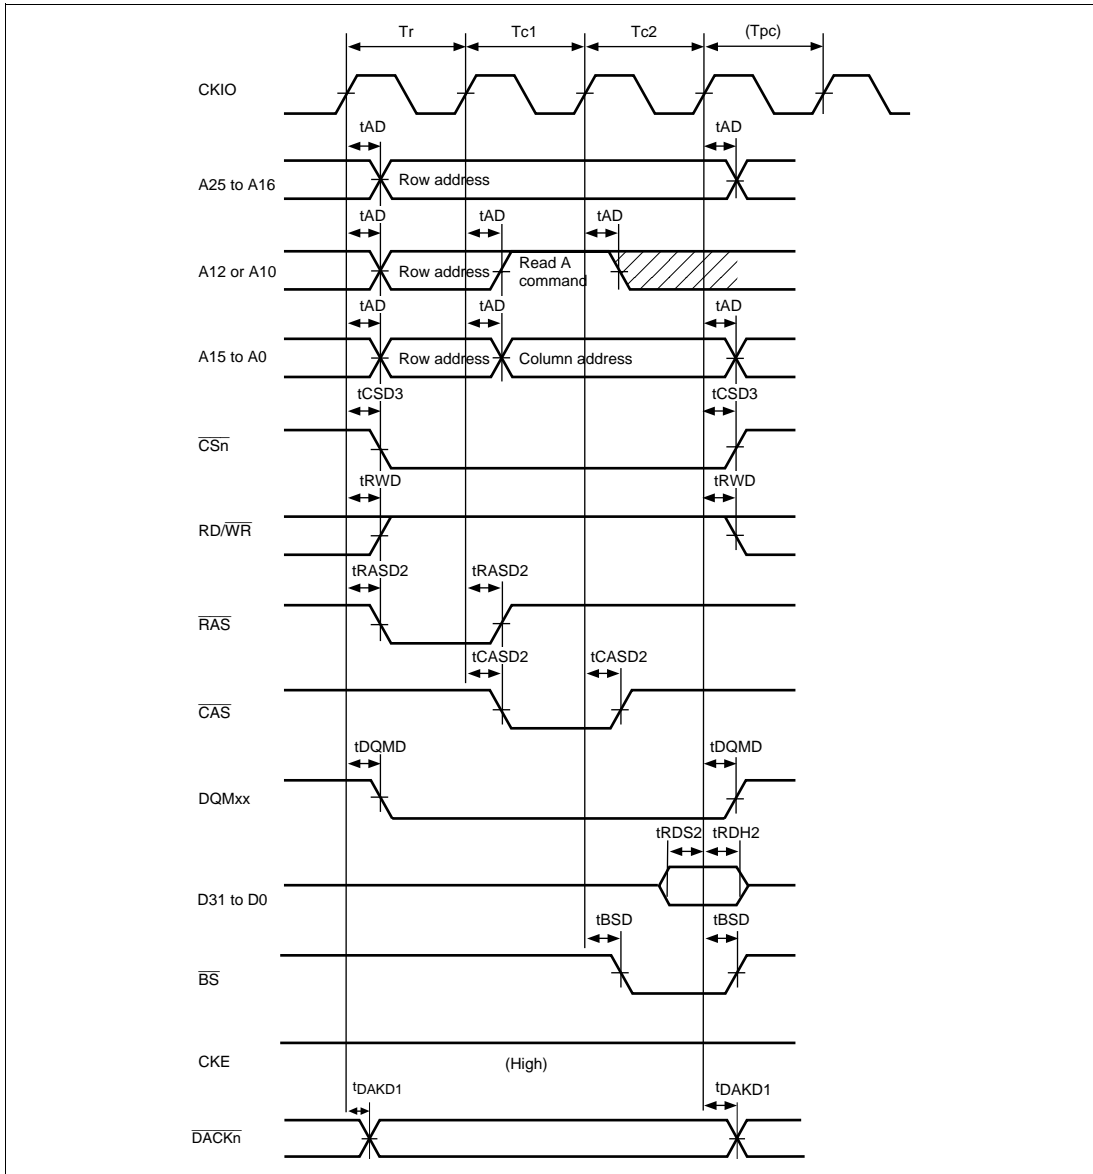 Tr Tc1 Tc2 (Tpc)
CKIO
tAD tAD
A25 to A16 Row address
tAD tAD tAD
A12 or A10 Row address Read A command
tAD tAD tAD
A15 to A0 Row address Column address
tCSD3 tCSD3
CSn
tRWD tRWD
RD/WR
tRASD2 tRASD2
RAS
tCASD2 tCASD2
CAS
tDQMD tDQMD
DQMxx
tRDS2 tRDH2
D31 to D0
tBSD tBSD
BS
CKE (High)
tDAKD1 tDAKD1
DACKn